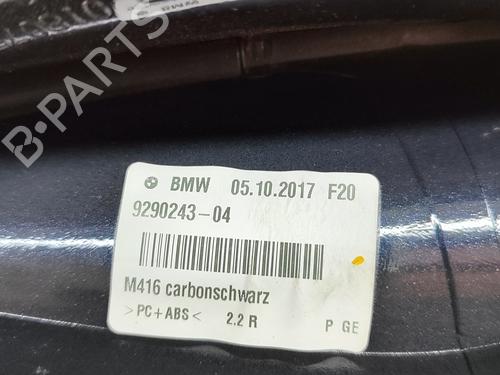 B-PARTS
BMW 05.10.2017 F20
9290243-04
M416 carbonschwarz
>PC+ABS< 2.2 R P GE